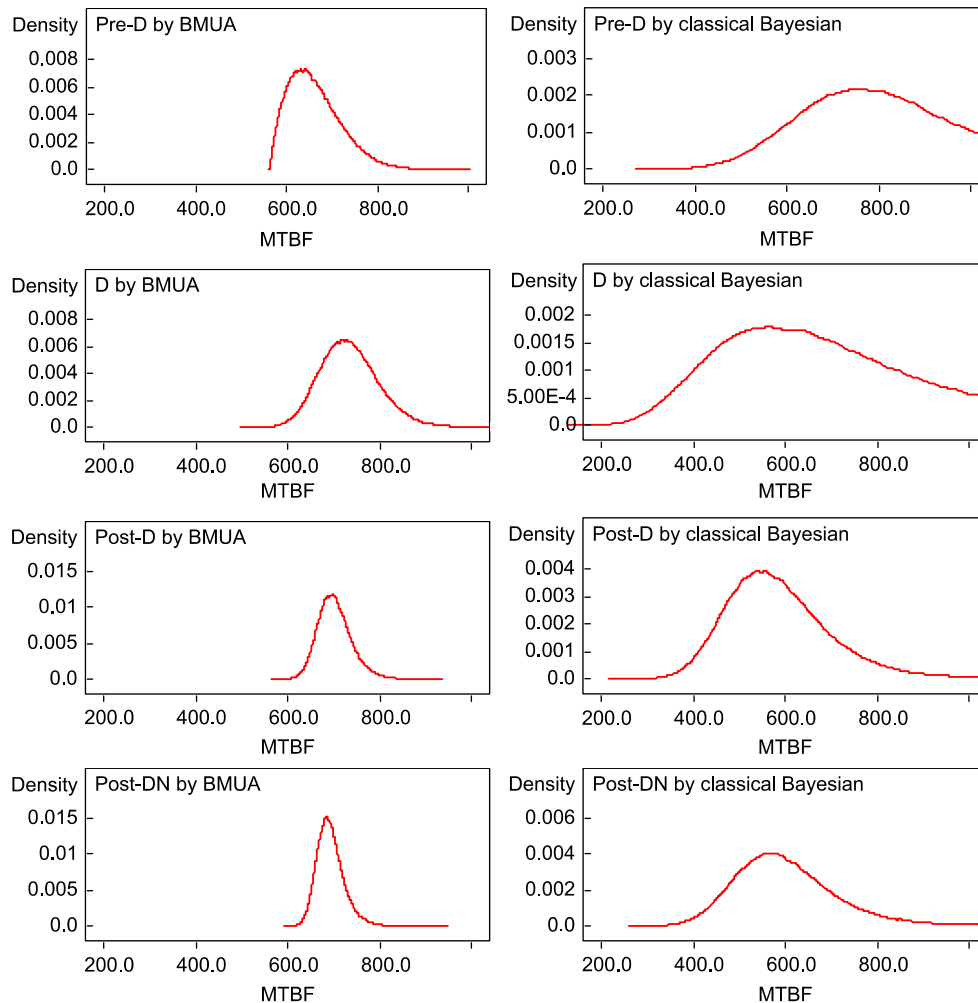 Density
Pre-D by BMUA
0.008
0.006
0.004
0.002
0.0
200.0 400.0 600.0 800.0
MTBF
Density
Pre-D by classical Bayesian
0.003
0.002
0.001
0.0
200.0 400.0 600.0 800.0
MTBF
Density
D by BMUA
0.008
0.006
0.004
0.002
0.0
200.0 400.0 600.0 800.0
MTBF
Density
D by classical Bayesian
0.002
0.0015
0.001
5.00E-4
0.0
200.0 400.0 600.0 800.0
MTBF
Density
Post-D by BMUA
0.015
0.01
0.005
0.0
200.0 400.0 600.0 800.0
MTBF
Density
Post-D by classical Bayesian
0.004
0.003
0.002
0.001
0.0
200.0 400.0 600.0 800.0
MTBF
Density
Post-DN by BMUA
0.015
0.01
0.005
0.0
200.0 400.0 600.0 800.0
MTBF
Density
Post-DN by classical Bayesian
0.006
0.004
0.002
0.0
200.0 400.0 600.0 800.0
MTBF